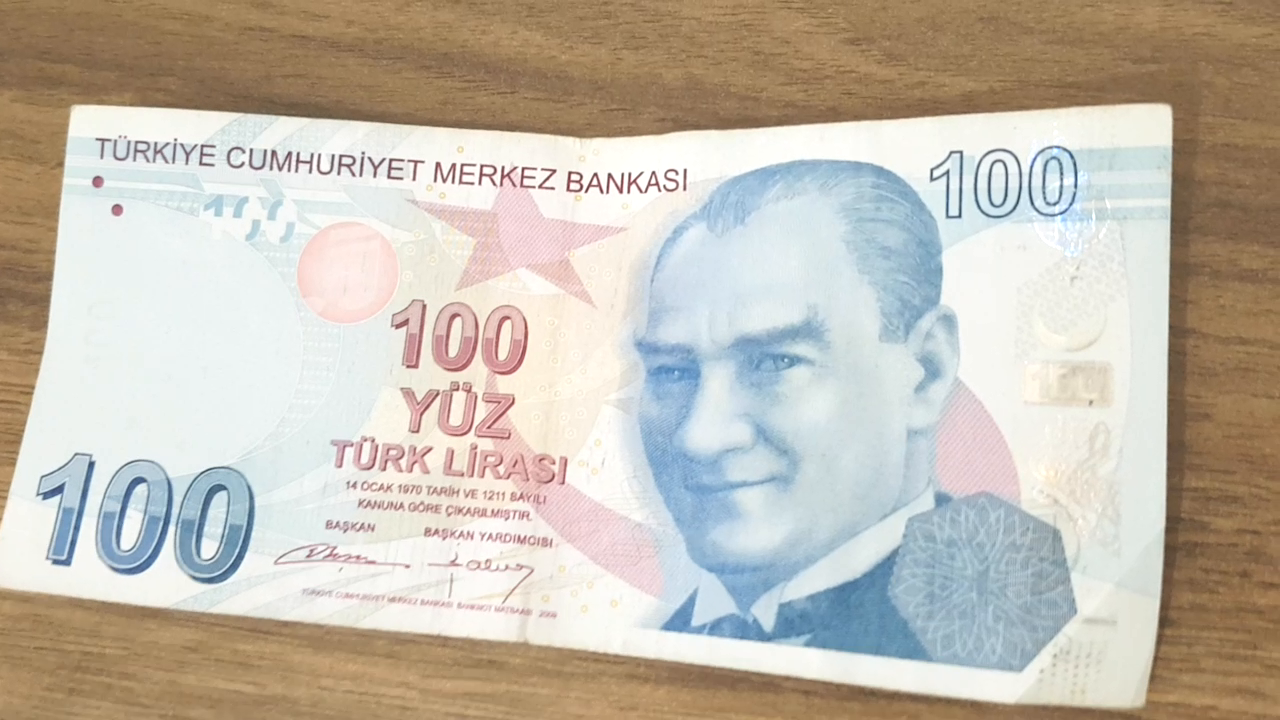 TÜRKİYE CUMHURİYET MERKEZ BANKASI
100
100
100
YÜZ
TÜRK LİRASI
14 OCAK 1970 TARİH VE 1211 SAYILI
KANUNA GÖRE ÇIKARILMIŞTIR.
BAŞKAN
BAŞKAN YARDIMCISI
100
TÜRKİYE CUMHURİYET MERKEZ BANKASI BANKNOT MATBAASI 2009